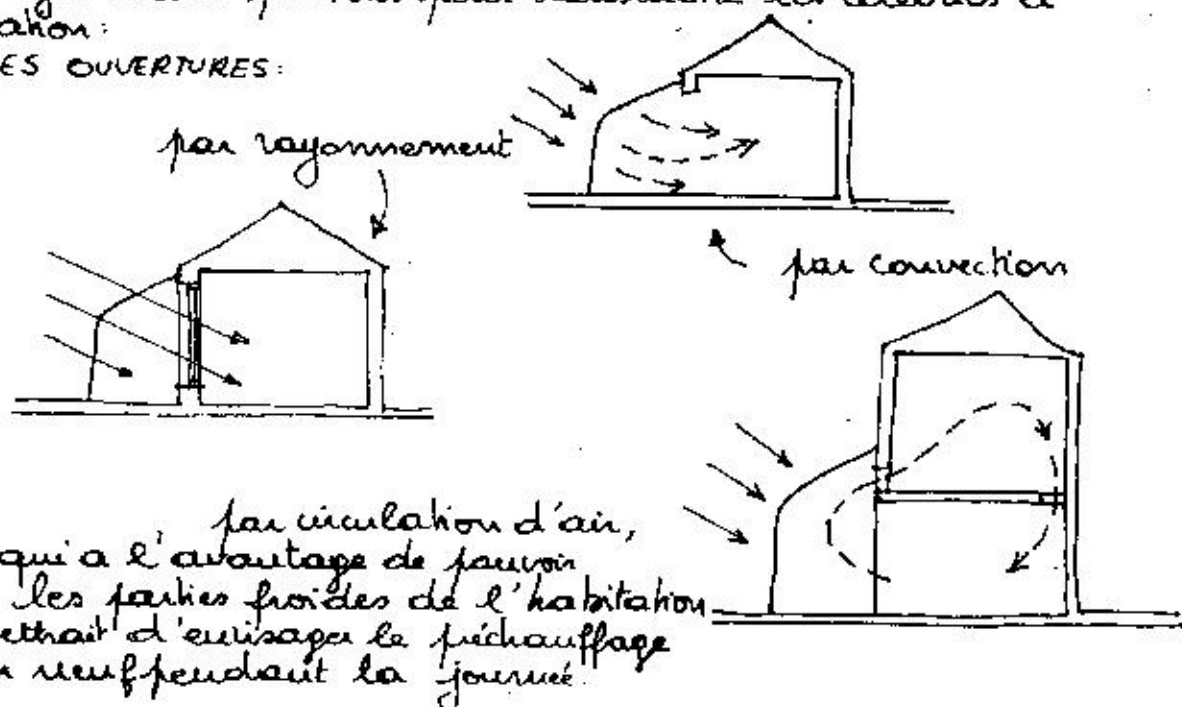 ation:
ES OUVERTURES:
par rayonnement
par convection
par circulation d'air,
qui a l'avantage de pouvoir
les parties froides de l'habitation
ettrait d'envisager le préchauffage
neuf pendant la journée.